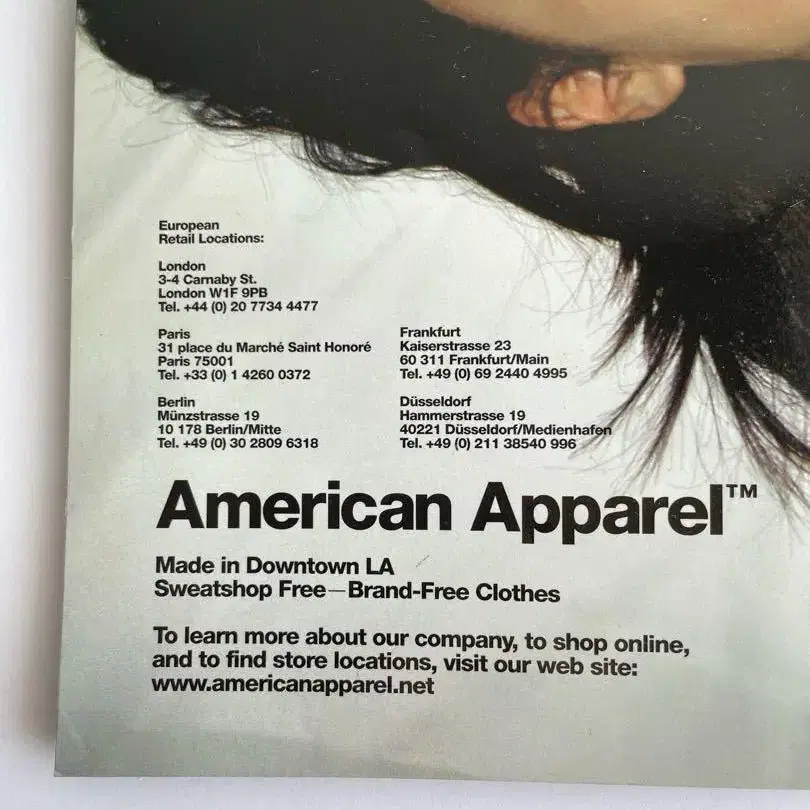 European
Retail Locations:
London
3-4 Carnaby St.
London W1F 9PB
Tel. +44 (0) 20 7734 4477
Paris
31 place du Marché Saint Honoré
Paris 75001
Tel. +33 (0) 1 4260 0372
Berlin
Münzstrasse 19
10 178 Berlin/Mitte
Tel. +49 (0) 30 2809 6318
Frankfurt
Kaiserstrasse 23
60 311 Frankfurt/Main
Tel. +49 (0) 69 2440 4995
Düsseldorf
Hammerstrasse 19
40221 Düsseldorf/Medienhafen
Tel. +49 (0) 211 38540 996
American Apparel™
Made in Downtown LA
Sweatshop Free—Brand-Free Clothes
To learn more about our company, to shop online,
and to find store locations, visit our web site:
www.americanapparel.net